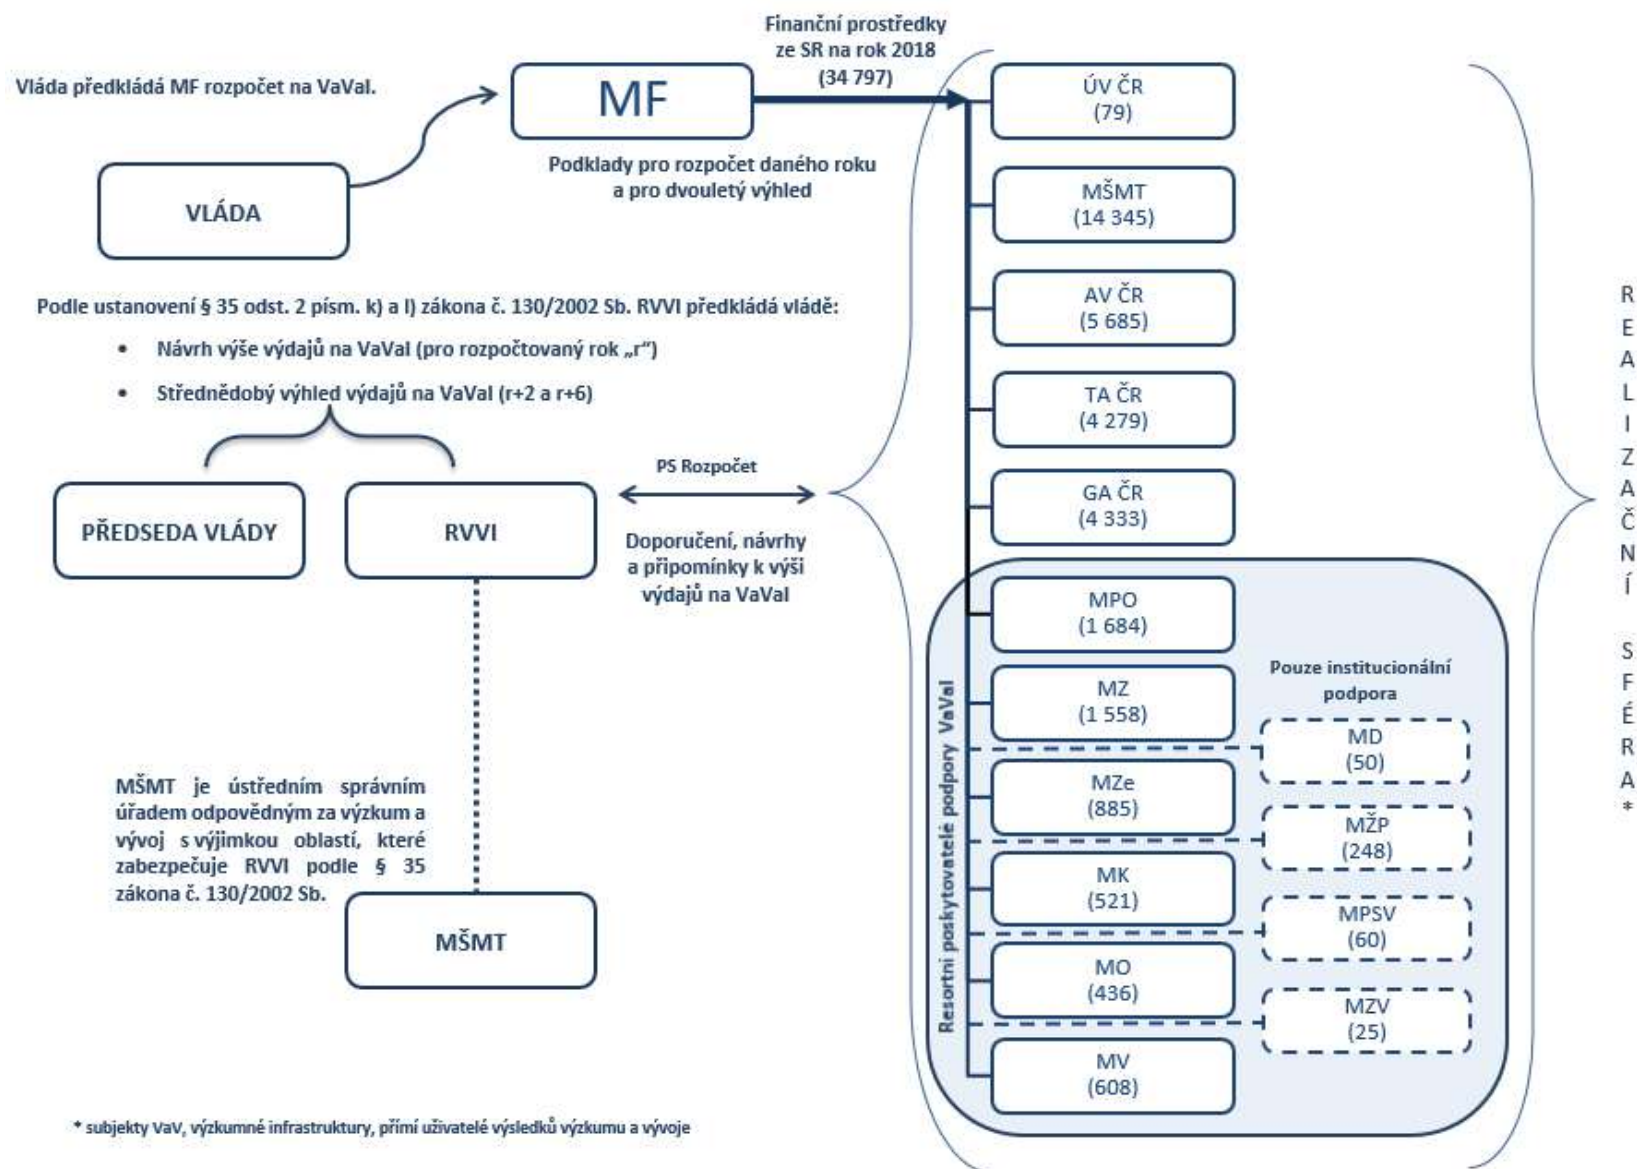 Finanční prostředky
ze SR na rok 2018
(34 797)
Vláda předkládá MF rozpočet na VaVaI.
MF
Podklady pro rozpočet daného roku
a pro dvouletý výhled
VLÁDA
Podle ustanovení § 35 odst. 2 písm. k) a l) zákona č. 130/2002 Sb. RVVI předkládá vládě:
• Návrh výše výdajů na VaVaI (pro rozpočtovaný rok „r“)
• Střednědobý výhled výdajů na VaVaI (r+2 a r+6)
PŘEDSEDA VLÁDY
RVVI
PS Rozpočet
Doporučení, návrhy
a připomínky k výši
výdajů na VaVaI
MŠMT je ústředním správním
úřadem odpovědným za výzkum a
vývoj s výjimkou oblastí, které
zabezpečuje RVVI podle § 35
zákona č. 130/2002 Sb.
MŠMT
ÚV ČR
(79)
MŠMT
(14 345)
AV ČR
(5 685)
TA ČR
(4 279)
GA ČR
(4 333)
Resortní poskytovatelé podpory VaVaI
MPO
(1 684)
MZ
(1 558)
MZe
(885)
MK
(521)
MO
(436)
MV
(608)
Pouze institucionální
podpora
MD
(50)
MŽP
(248)
MPSV
(60)
MZV
(25)
REALIZAČNÍ SFÉRA*
* subjekty VaV, výzkumné infrastruktury, přímí uživatelé výsledků výzkumu a vývoje